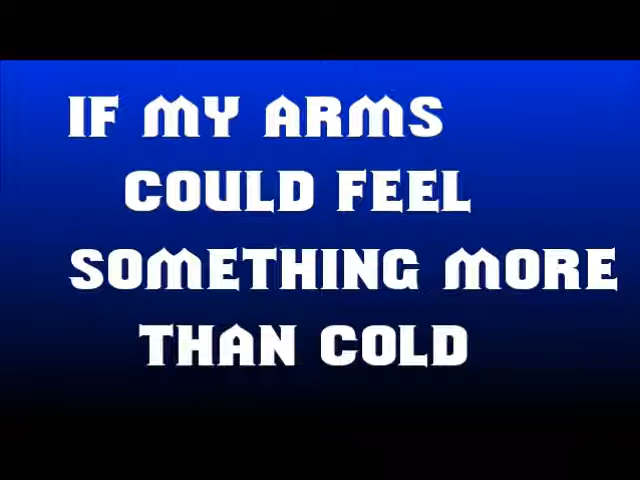 IF MY ARMS
COULD FEEL
SOMETHING MORE
THAN COLD